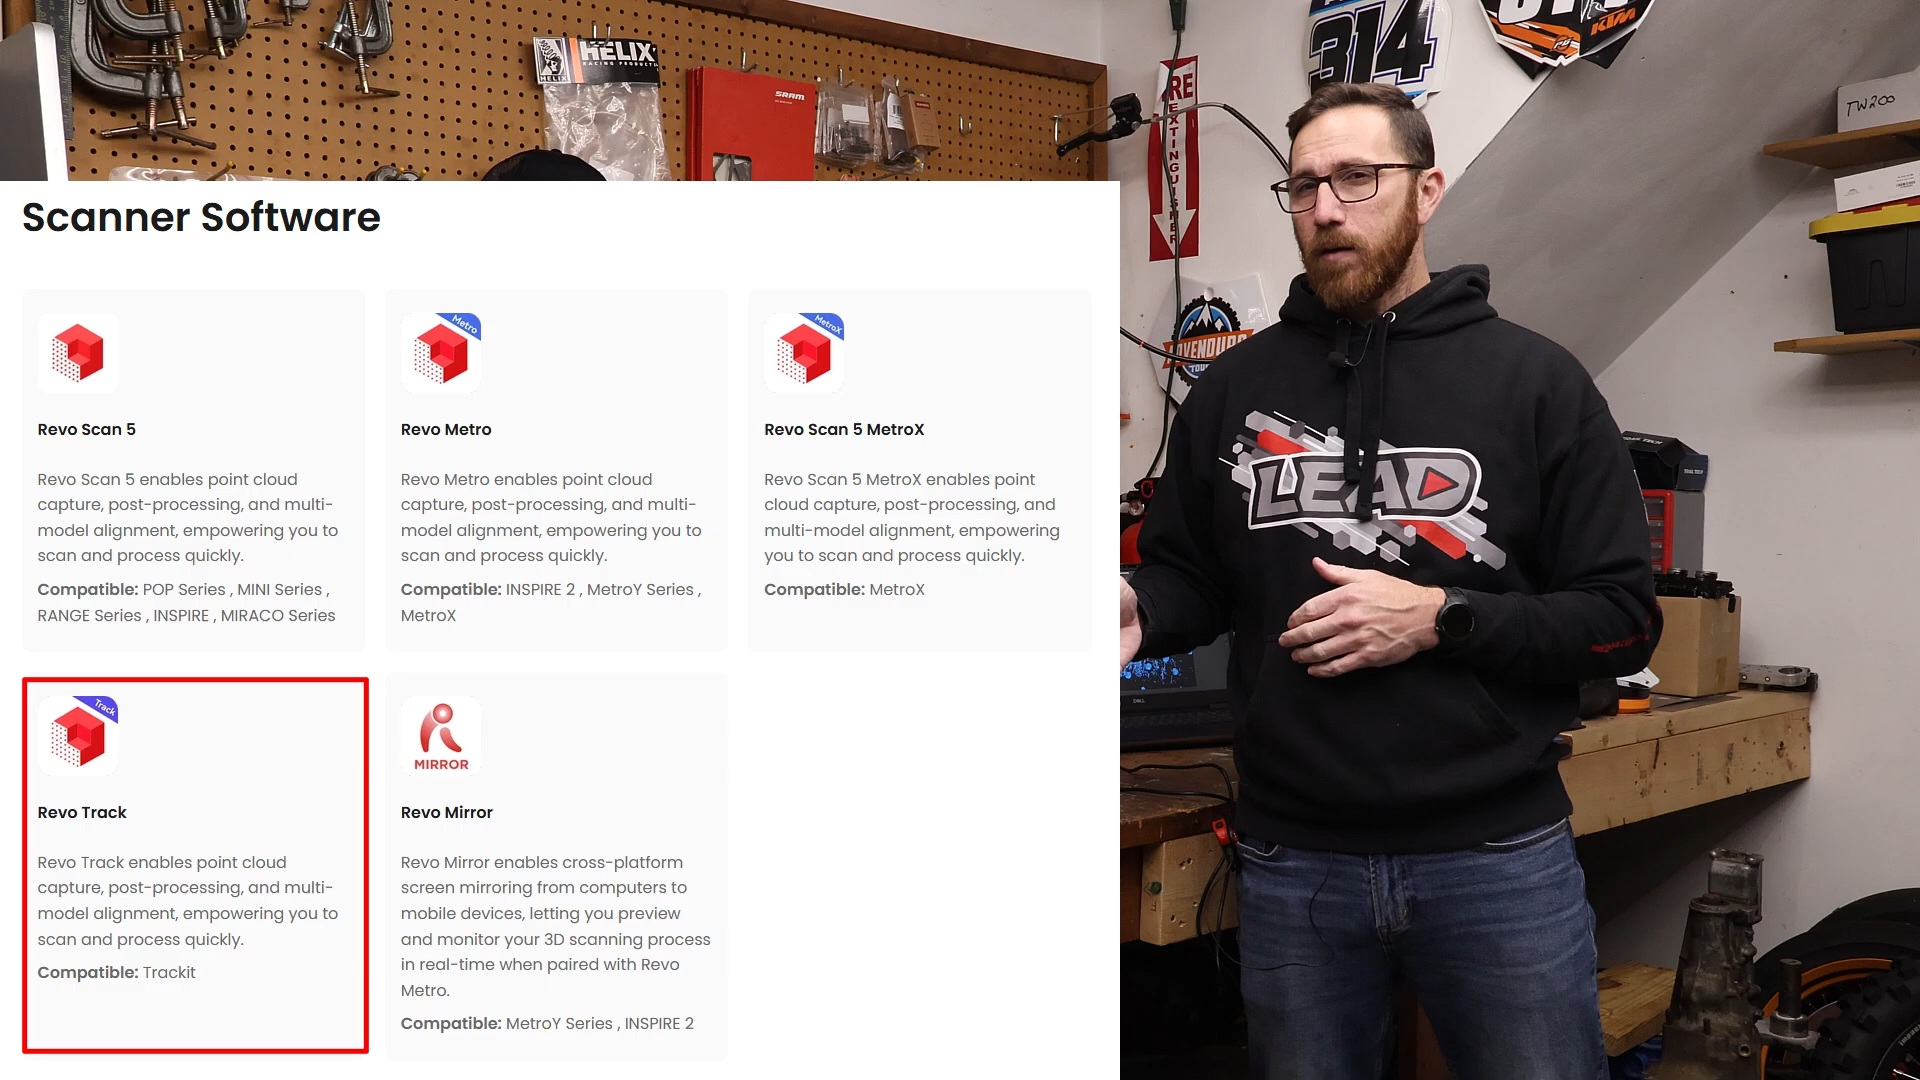 HELIX
RACING PRODUCTS
HELIX
SRAM
314
KTM
TW200
RE
EXTINGUISHER
Scanner Software
Metro
MetroX
Revo Scan 5
Revo Metro
Revo Scan 5 MetroX
Revo Scan 5 enables point cloud
capture, post-processing, and multi-
model alignment, empowering you to
scan and process quickly.
Compatible: POP Series , MINI Series ,
RANGE Series , INSPIRE , MIRACO Series
Revo Metro enables point cloud
capture, post-processing, and multi-
model alignment, empowering you to
scan and process quickly.
Compatible: INSPIRE 2 , MetroY Series ,
MetroX
Revo Scan 5 MetroX enables point
cloud capture, post-processing, and
multi-model alignment, empowering
you to scan and process quickly.
Compatible: MetroX
Track
MIRROR
Revo Track
Revo Mirror
Revo Track enables point cloud
capture, post-processing, and multi-
model alignment, empowering you to
scan and process quickly.
Compatible: Trackit
Revo Mirror enables cross-platform
screen mirroring from computers to
mobile devices, letting you preview
and monitor your 3D scanning process
in real-time when paired with Revo
Metro.
Compatible: MetroY Series , INSPIRE 2
LEAD
DELL